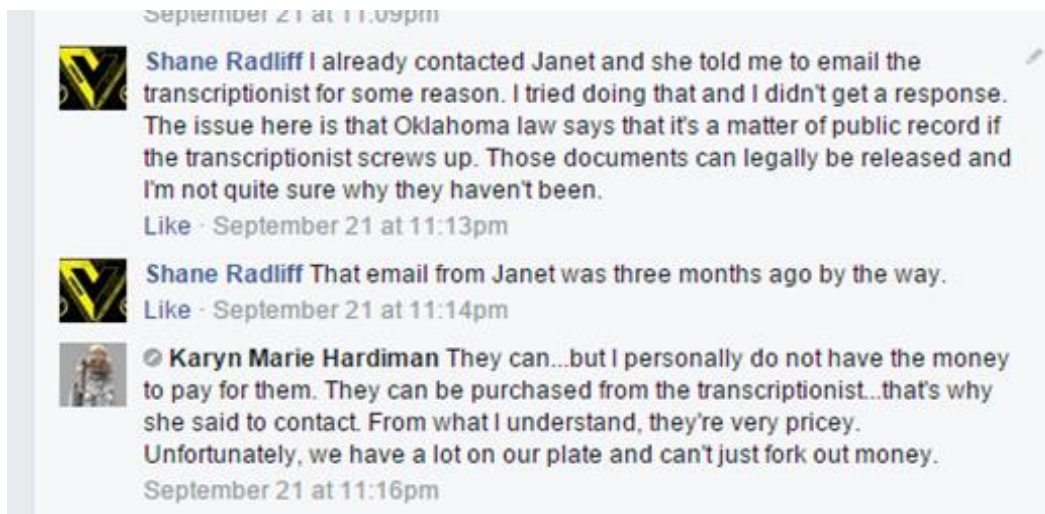 September 21 at 11:09pm
Shane Radliff I already contacted Janet and she told me to email the
transcriptionist for some reason. I tried doing that and I didn't get a response.
The issue here is that Oklahoma law says that it's a matter of public record if
the transcriptionist screws up. Those documents can legally be released and
I'm not quite sure why they haven't been.
Like · September 21 at 11:13pm
Shane Radliff That email from Janet was three months ago by the way.
Like · September 21 at 11:14pm
Karyn Marie Hardiman They can...but I personally do not have the money
to pay for them. They can be purchased from the transcriptionist...that's why
she said to contact. From what I understand, they're very pricey.
Unfortunately, we have a lot on our plate and can't just fork out money.
September 21 at 11:16pm